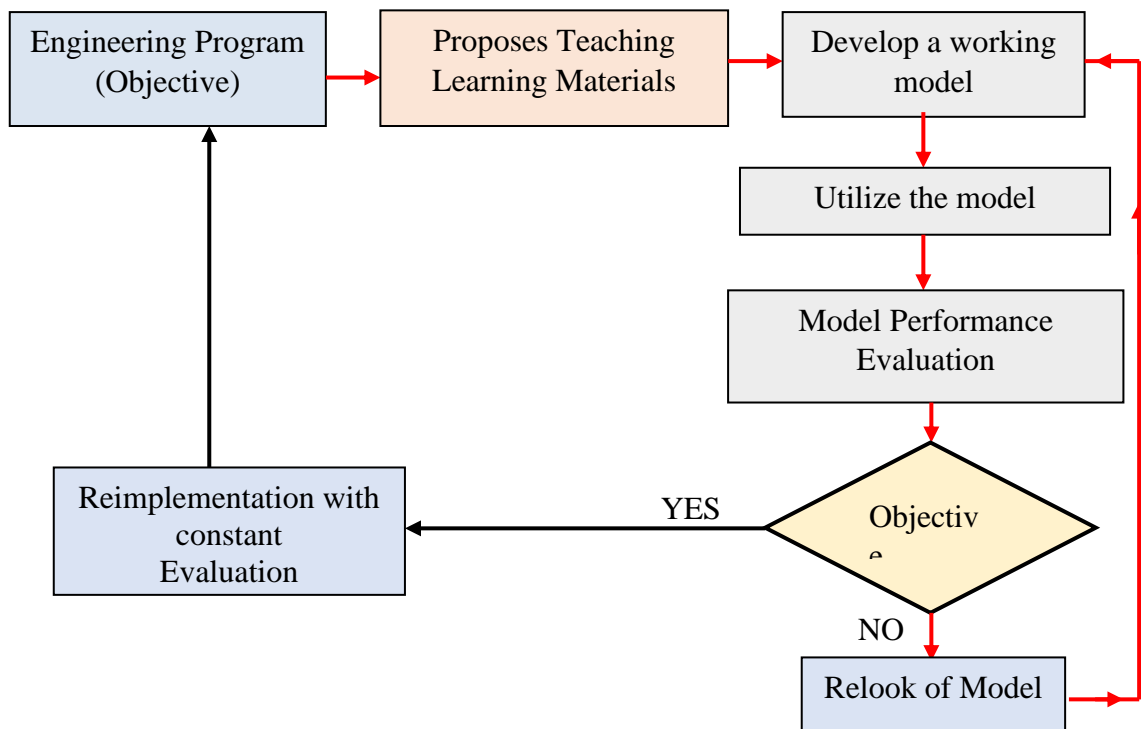 Engineering Program
(Objective)
Proposes Teaching
Learning Materials
Develop a working
model
Utilize the model
Model Performance
Evaluation
Objectiv
e
YES
Reimplementation with
constant
Evaluation
NO
Relook of Model